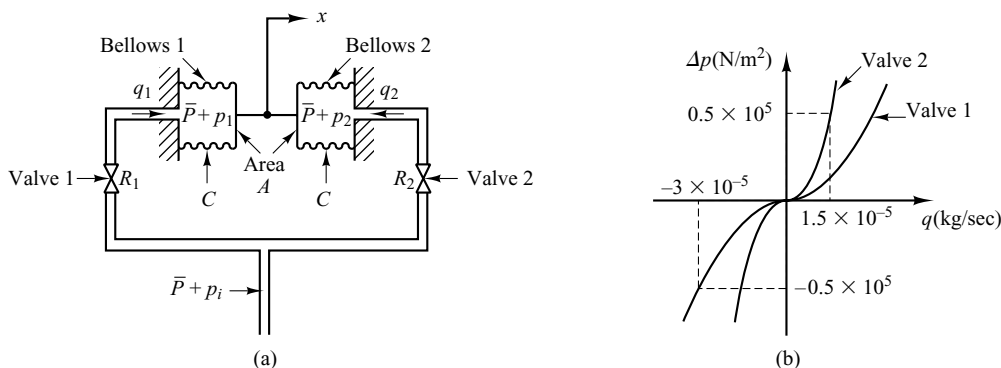 x
Bellows 1
Bellows 2
q₁
q₂
P̄ + p₁
P̄ + p₂
Area
A
Valve 1
R₁
C
C
R₂
Valve 2
P̄ + pᵢ
(a)
Δp(N/m²)
Valve 2
0.5 × 10⁵
Valve 1
−3 × 10⁻⁵
1.5 × 10⁻⁵
q(kg/sec)
−0.5 × 10⁵
(b)